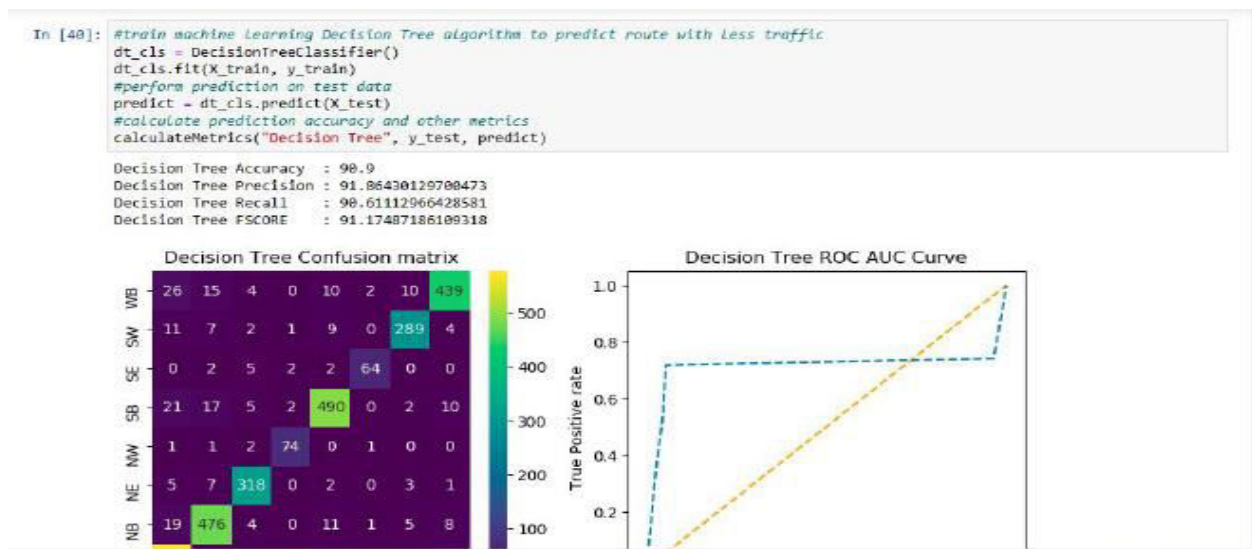 In [40]: #train machine learning Decision Tree algorithm to predict route with less traffic
dt_cls = DecisionTreeClassifier()
dt_cls.fit(X_train, y_train)
#perform prediction on test data
predict = dt_cls.predict(X_test)
#calculate prediction accuracy and other metrics
calculateMetrics("Decision Tree", y_test, predict)
Decision Tree Accuracy : 90.9
Decision Tree Precision : 91.86430129700473
Decision Tree Recall : 90.61112966428581
Decision Tree FSCORE : 91.17487186109318
Decision Tree Confusion matrix
WB 26 15 4 0 10 2 10 439
SW 11 7 2 1 9 0 289 4
SE 0 2 5 2 2 64 0 0
SB 21 17 5 2 490 0 2 10
NW 1 1 2 74 0 1 0 0
NE 5 7 318 0 2 0 3 1
NB 19 476 4 0 11 1 5 8
500
400
300
200
100
Decision Tree ROC AUC Curve
True Positive rate
1.0
0.8
0.6
0.4
0.2